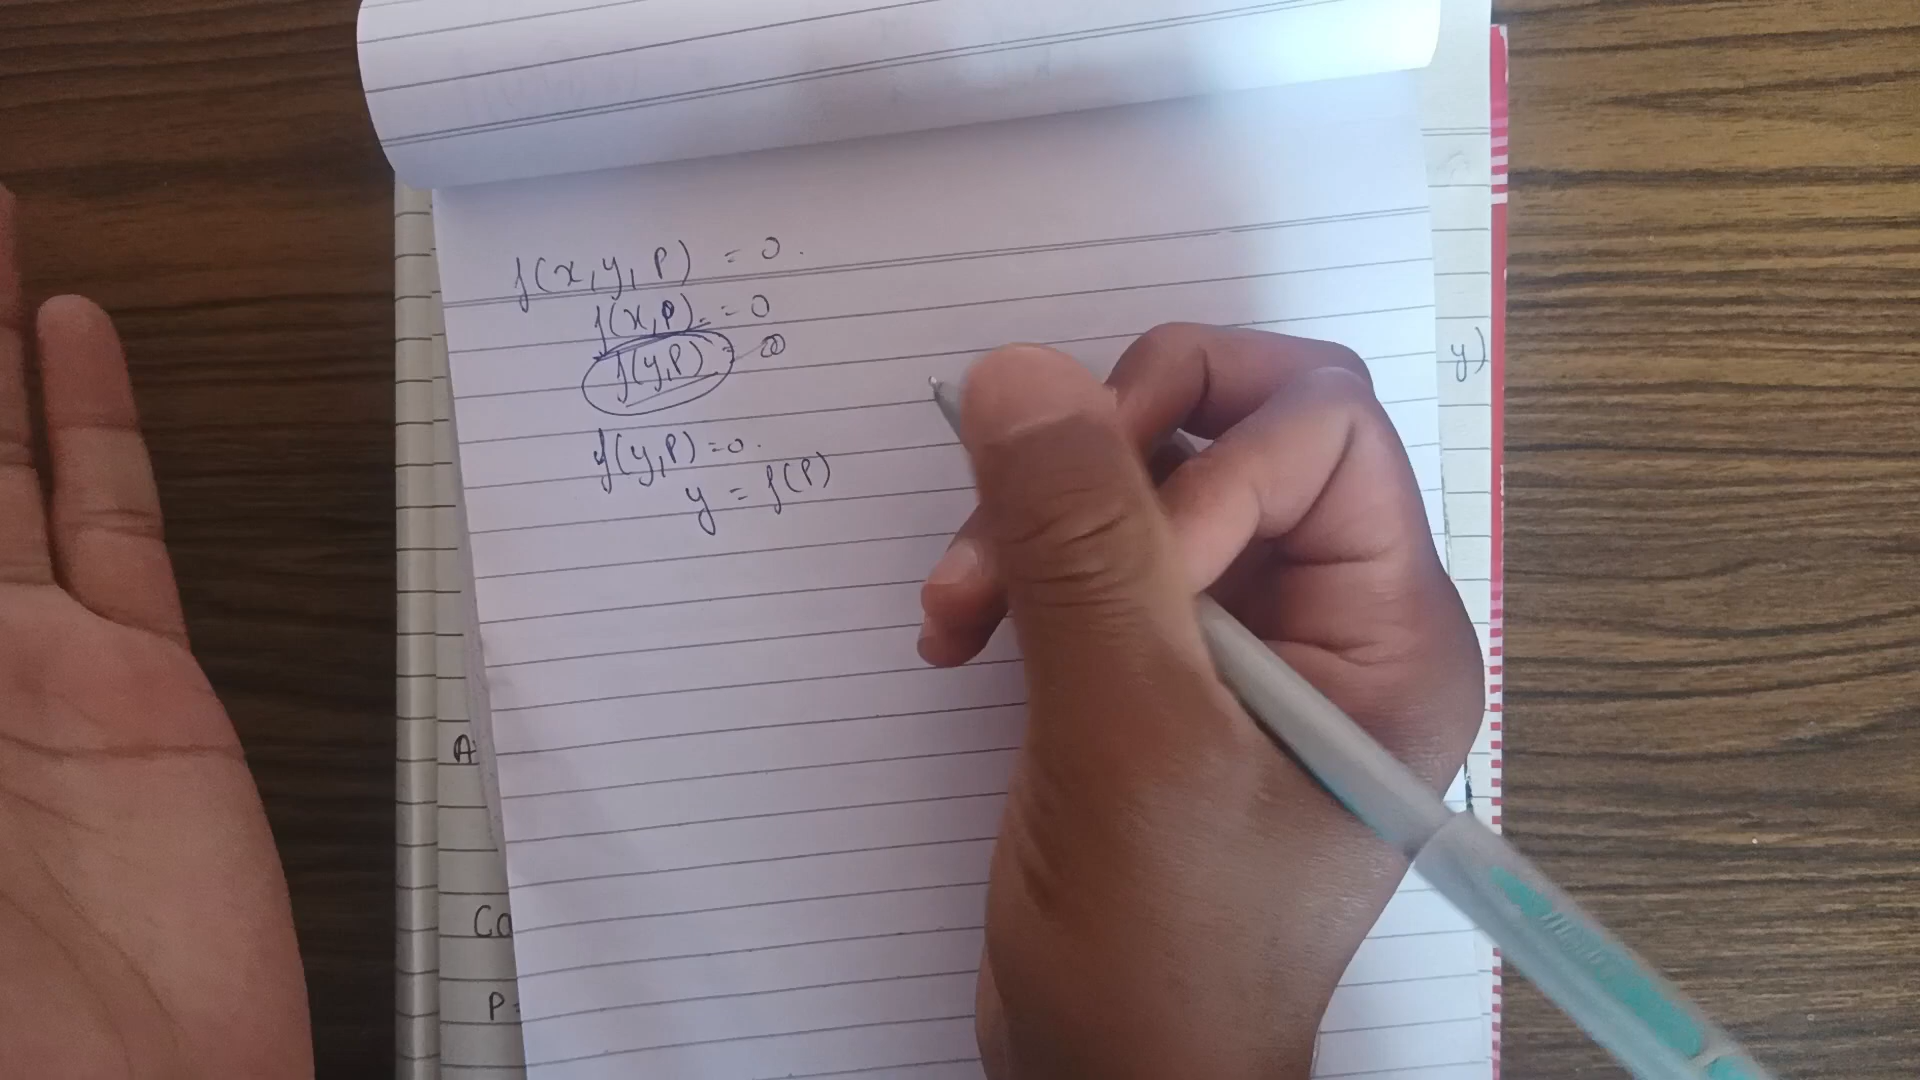 f(x,y,P) = 0.
f(x,P) = 0
f(y,P) = 0
f(y,P) = 0.
y = f(P)
y)
A
Co
P